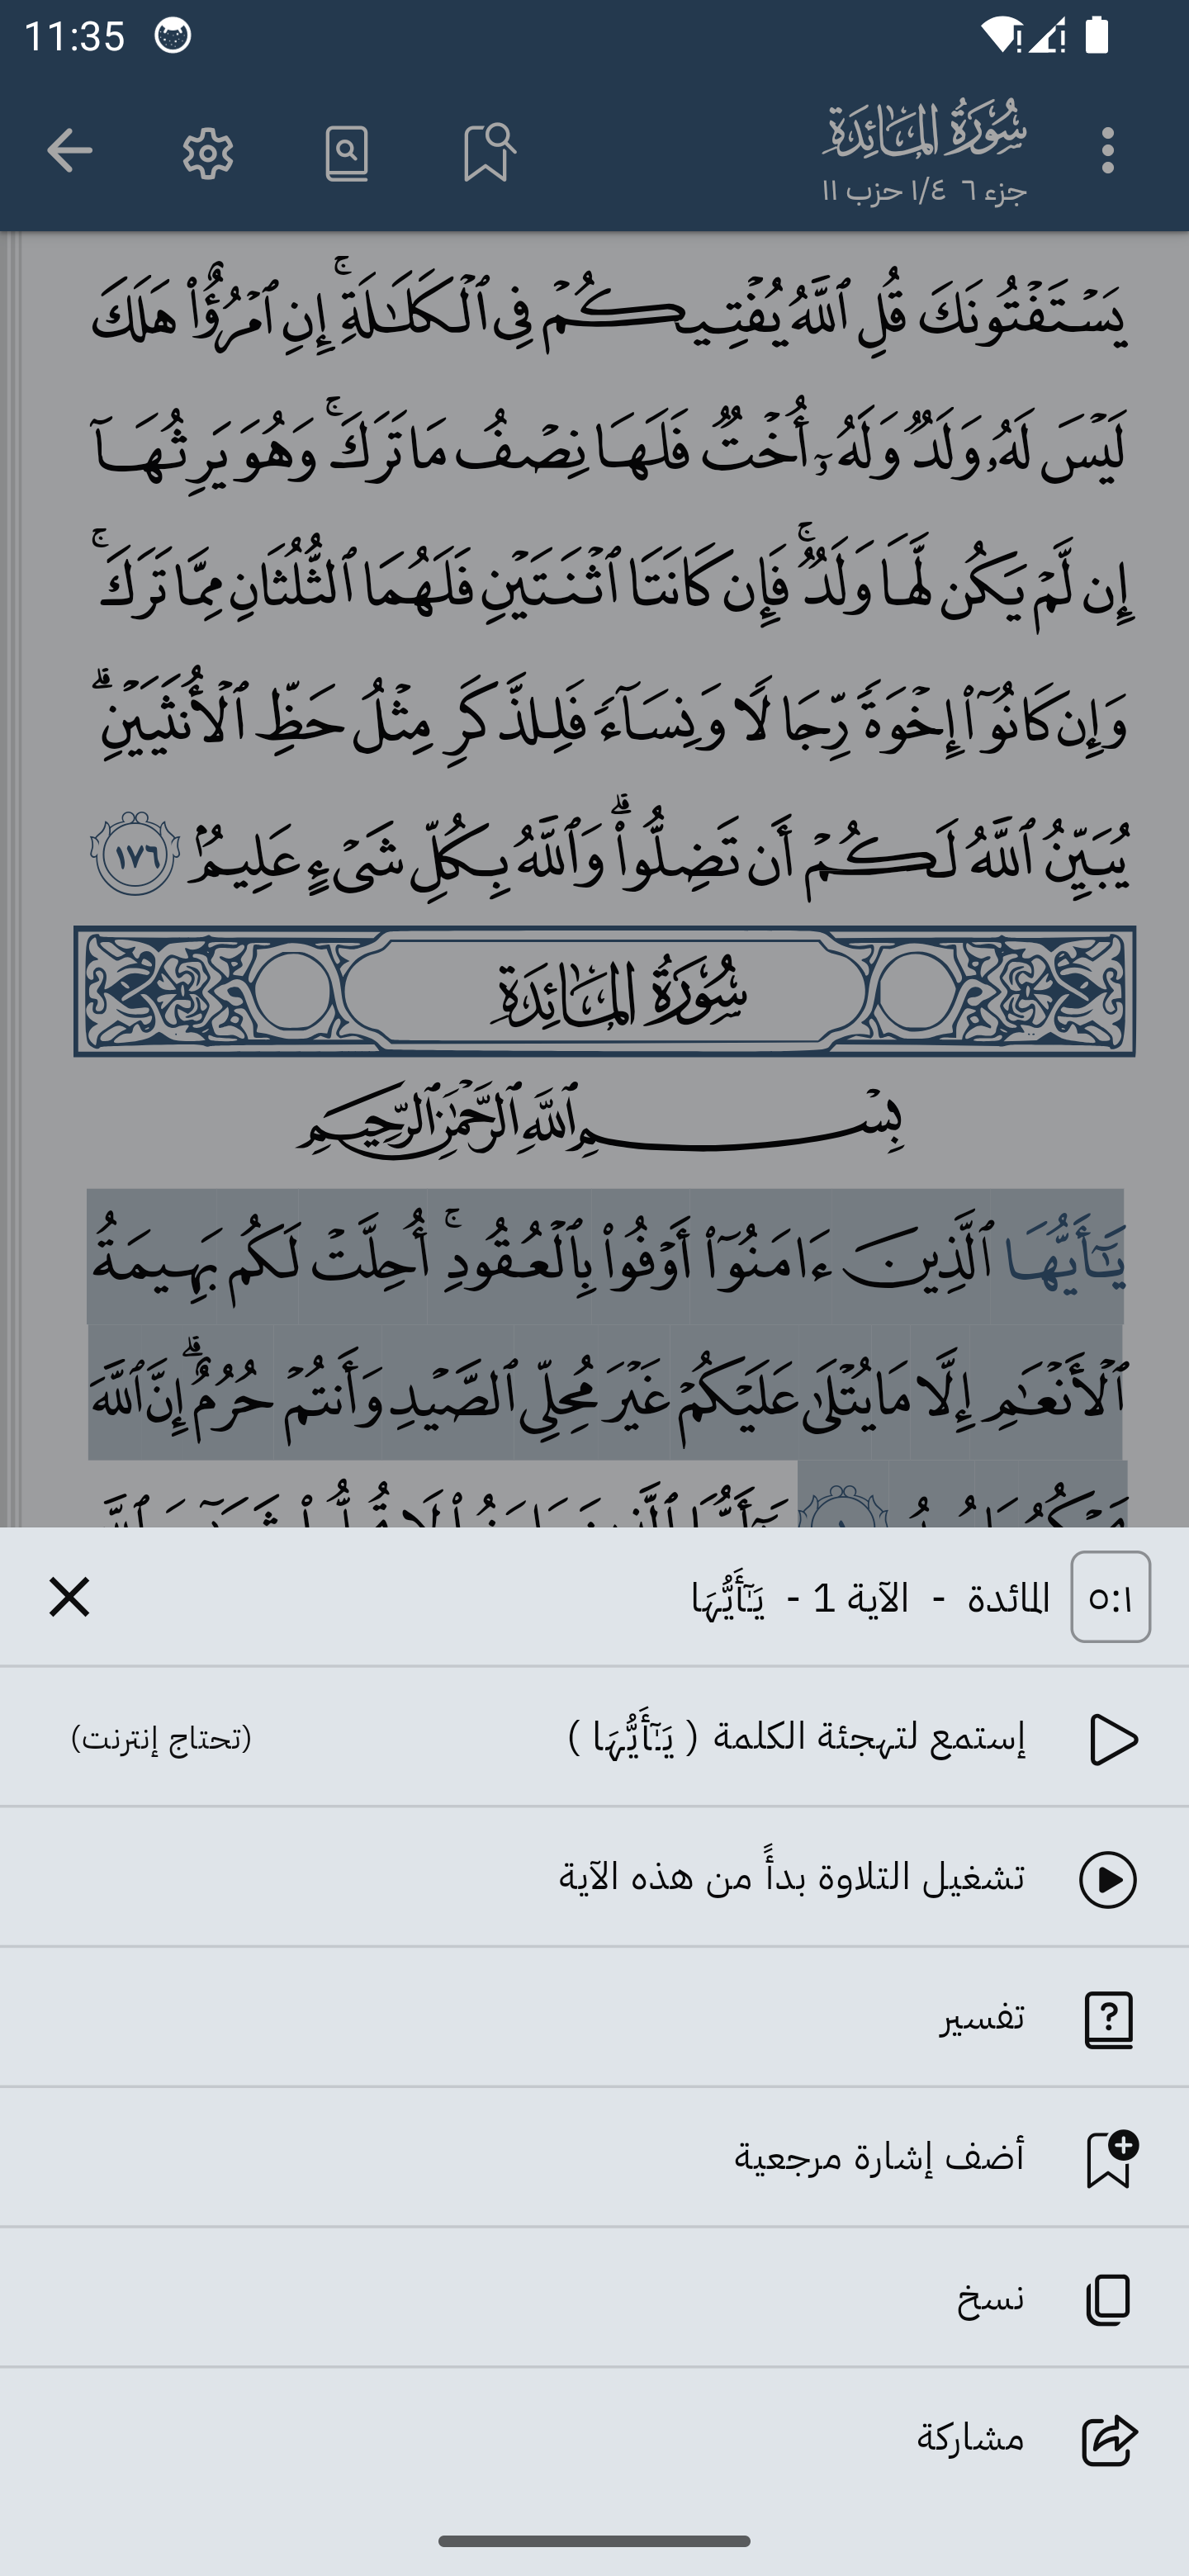 11:35
سُورَةُ المَائِدَةِ
جزء ٦ ١/٤ حزب ١١
يَسْتَفْتُونَكَ قُلِ ٱللَّهُ يُفْتِيكُمْ فِى ٱلْكَلَـٰلَةِ ۚ إِنِ ٱمْرُؤٌا۟ هَلَكَ
لَيْسَ لَهُۥ وَلَدٌ وَلَهُۥٓ أُخْتٌ فَلَهَا نِصْفُ مَا تَرَكَ ۚ وَهُوَ يَرِثُهَآ
إِن لَّمْ يَكُن لَّهَا وَلَدٌ ۚ فَإِن كَانَتَا ٱثْنَتَيْنِ فَلَهُمَا ٱلثُّلُثَانِ مِمَّا تَرَكَ ۚ
وَإِن كَانُوٓا۟ إِخْوَةً رِّجَالًا وَنِسَآءً فَلِلذَّكَرِ مِثْلُ حَظِّ ٱلْأُنثَيَيْنِ ۗ
يُبَيِّنُ ٱللَّهُ لَكُمْ أَن تَضِلُّوا۟ ۗ وَٱللَّهُ بِكُلِّ شَىْءٍ عَلِيمٌۢ ١٧٦
سُورَةُ المَائِدَةِ
بِسْمِ ٱللَّهِ ٱلرَّحْمَـٰنِ ٱلرَّحِيمِ
يَـٰٓأَيُّهَا ٱلَّذِينَ ءَامَنُوٓا۟ أَوْفُوا۟ بِٱلْعُقُودِ ۚ أُحِلَّتْ لَكُم بَهِيمَةُ
ٱلْأَنْعَـٰمِ إِلَّا مَا يُتْلَىٰ عَلَيْكُمْ غَيْرَ مُحِلِّى ٱلصَّيْدِ وَأَنتُمْ حُرُمٌ ۗ إِنَّ ٱللَّهَ
٥:١ المائدة - الآية 1 - يَـٰٓأَيُّهَا
إستمع لتهجئة الكلمة ( يَـٰٓأَيُّهَا ) (تحتاج إنترنت)
تشغيل التلاوة بدأً من هذه الآية
تفسير
أضف إشارة مرجعية
نسخ
مشاركة